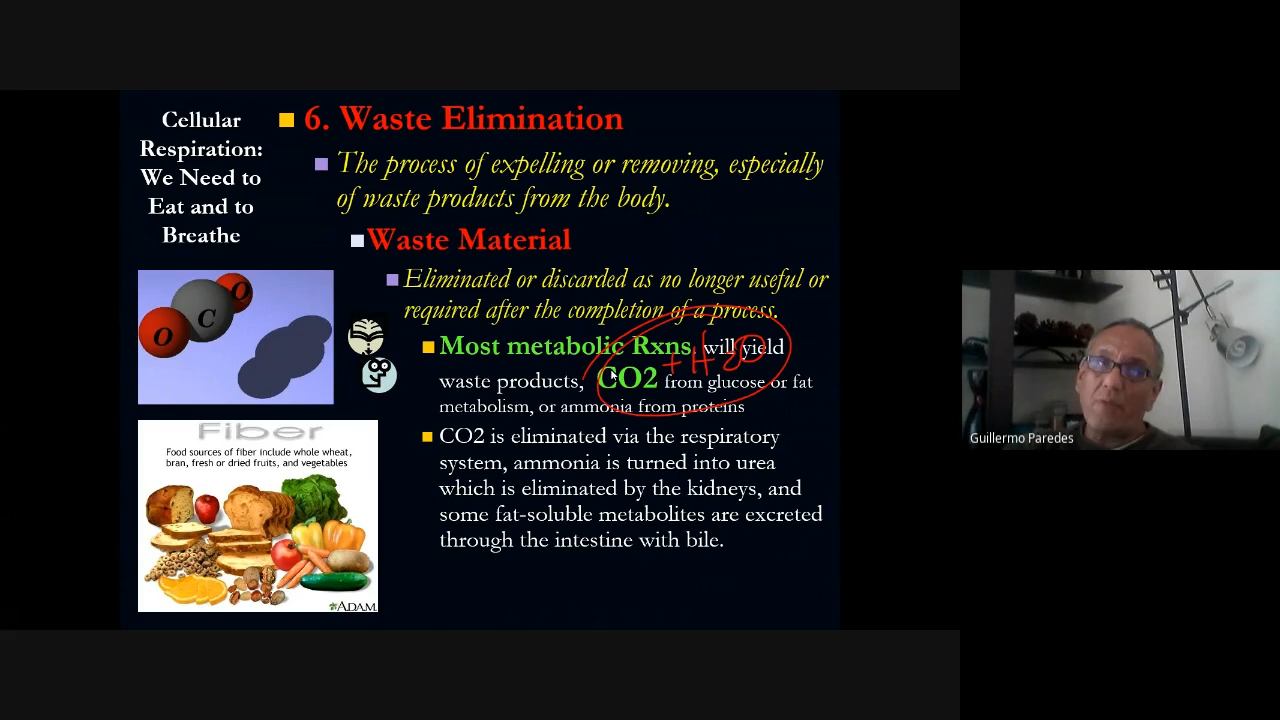 Cellular
Respiration:
We Need to
Eat and to
Breathe
6. Waste Elimination
The process of expelling or removing, especially
of waste products from the body.
Waste Material
Eliminated or discarded as no longer useful or
required after the completion of a process.
Most metabolic Rxns will yield
waste products, CO2 from glucose or fat
metabolism, or ammonia from proteins
+ H2O
CO2 is eliminated via the respiratory
system, ammonia is turned into urea
which is eliminated by the kidneys, and
some fat-soluble metabolites are excreted
through the intestine with bile.
O C O
Fiber
Food sources of fiber include whole wheat,
bran, fresh or dried fruits, and vegetables
ADAM.
Guillermo Paredes